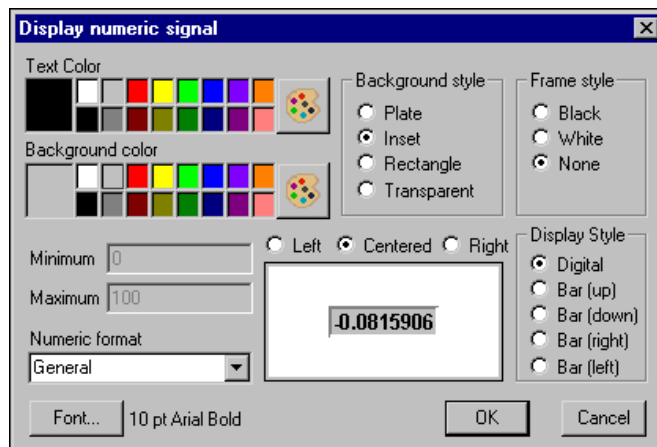 Display numeric signal
Text Color
Background style
Frame style
Plate
Black
Inset
White
Background color
Rectangle
None
Transparent
Left Centered Right
Display Style
Minimum 0
Digital
Maximum 100
-0.0815906
Bar (up)
Bar (down)
Numeric format
Bar (right)
General
Bar (left)
Font... 10 pt Arial Bold OK Cancel